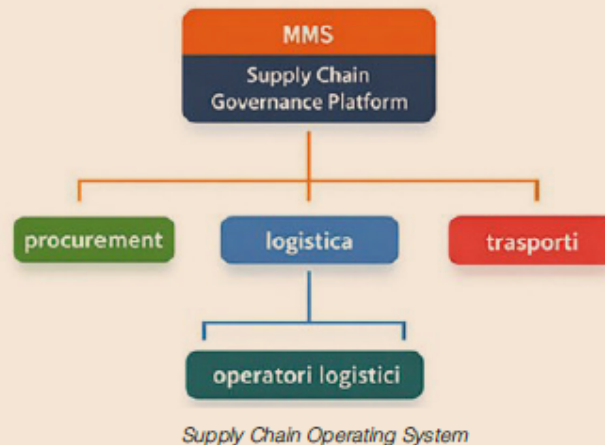 MMS
Supply Chain
Governance Platform
procurement
logistica
trasporti
operatori logistici
Supply Chain Operating System